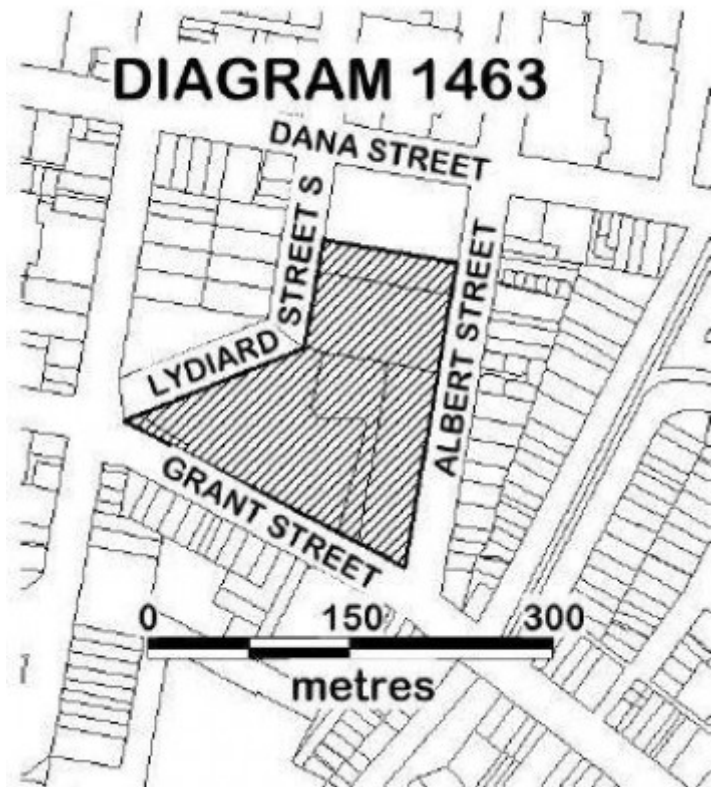 DIAGRAM 1463
DANA STREET
LYDIARD STREET S
ALBERT STREET
GRANT STREET
0 150 300
metres